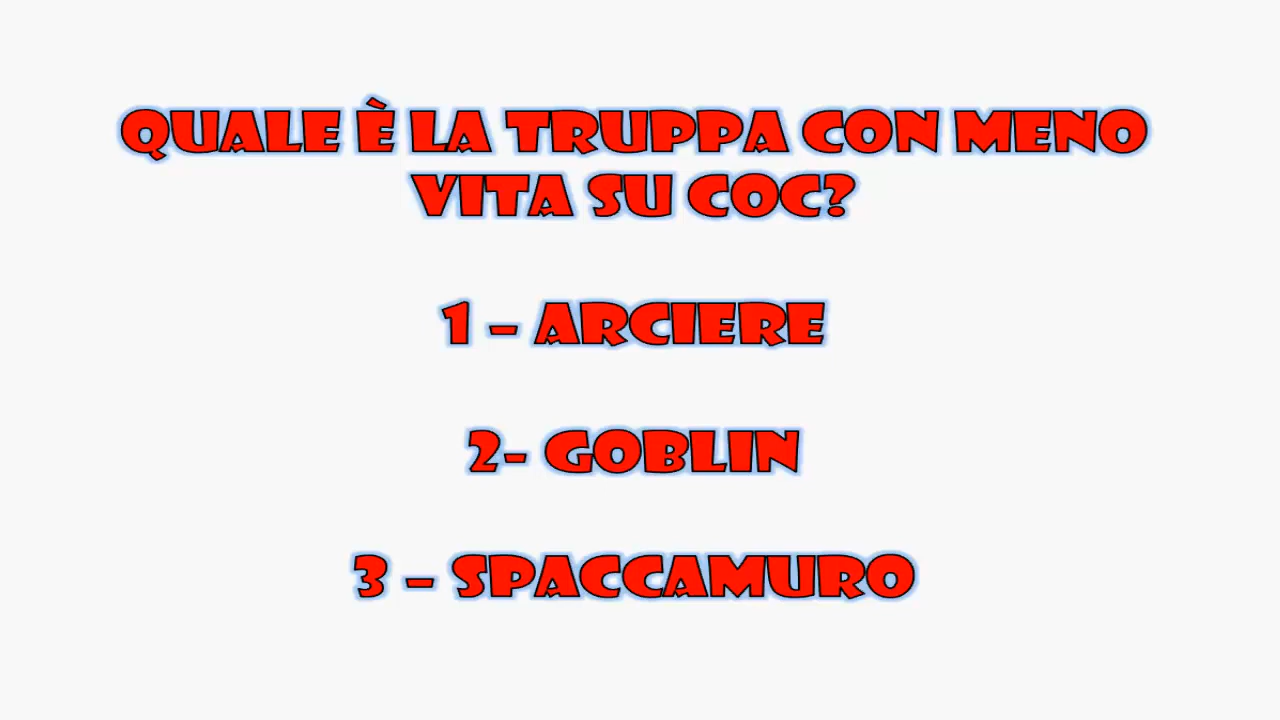 QUALE È LA TRUPPA CON MENO
VITA SU COC?
1 – ARCIERE
2- GOBLIN
3 – SPACCAMURO